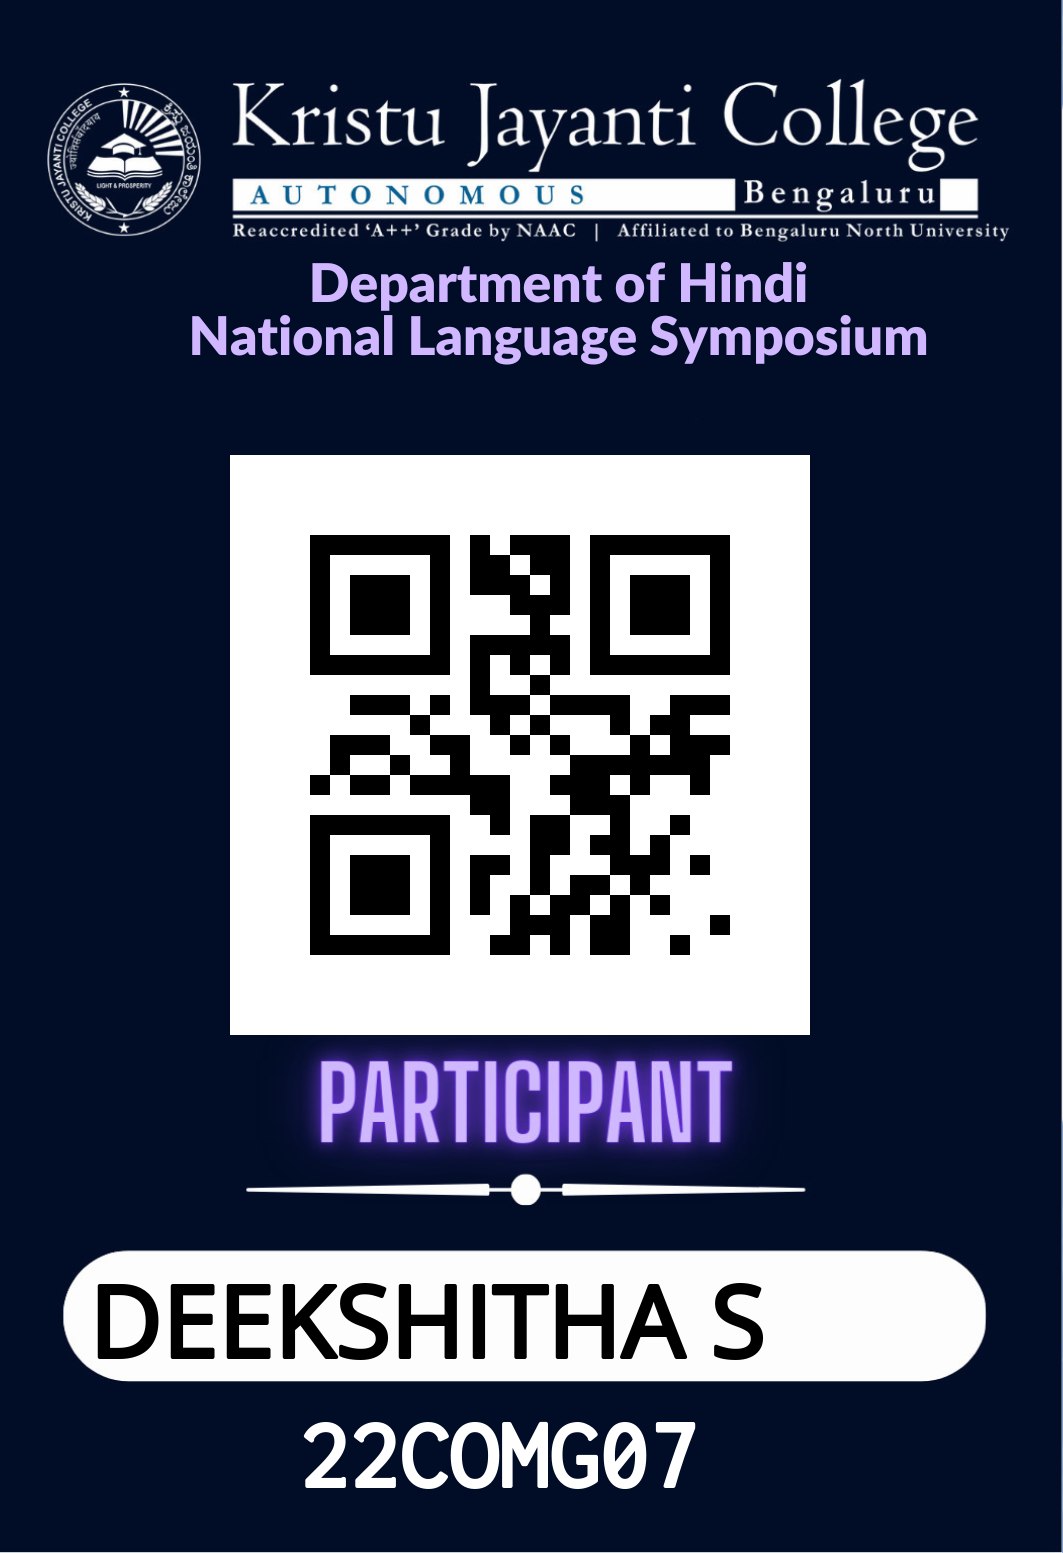 Kristu Jayanti College
AUTONOMOUS Bengaluru
Reaccredited ‘A++’ Grade by NAAC | Affiliated to Bengaluru North University
KRISTU JAYANTI COLLEGE
LIGHT & PROSPERITY
Department of Hindi
National Language Symposium
PARTICIPANT
DEEKSHITHA S
22COMG07